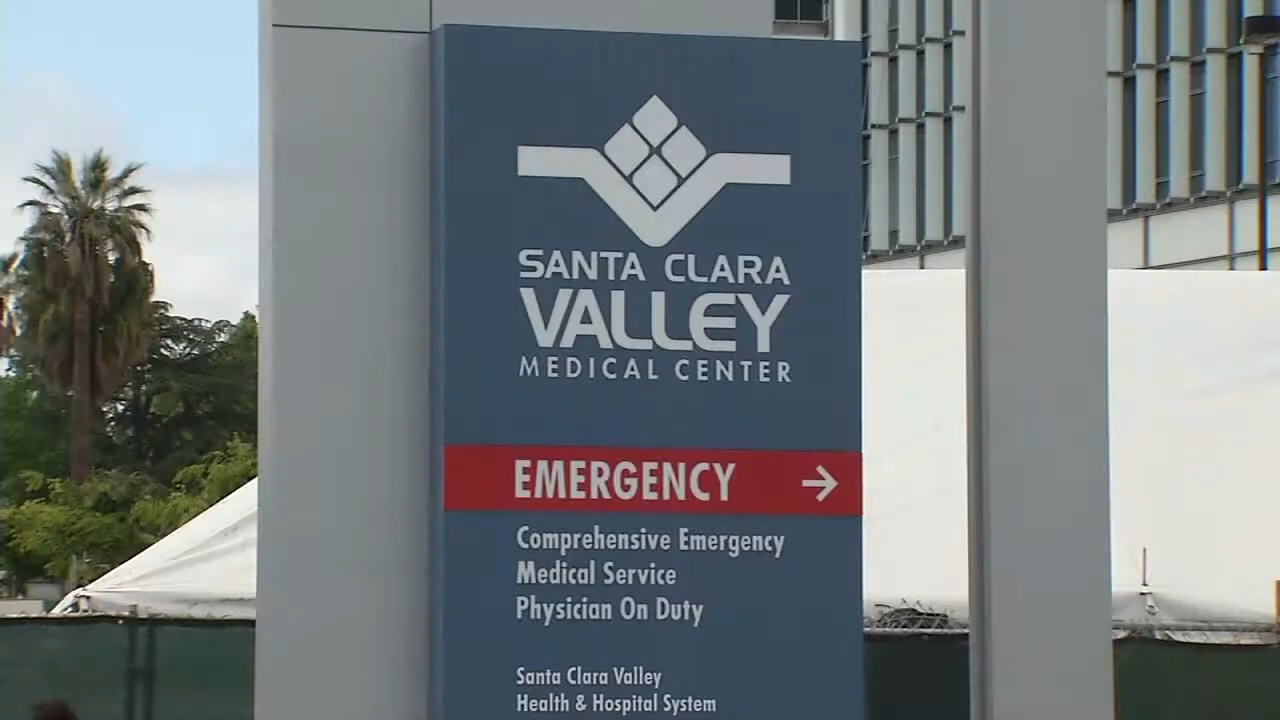 SANTA CLARA
VALLEY
MEDICAL CENTER
EMERGENCY →
Comprehensive Emergency
Medical Service
Physician On Duty
Santa Clara Valley
Health & Hospital System